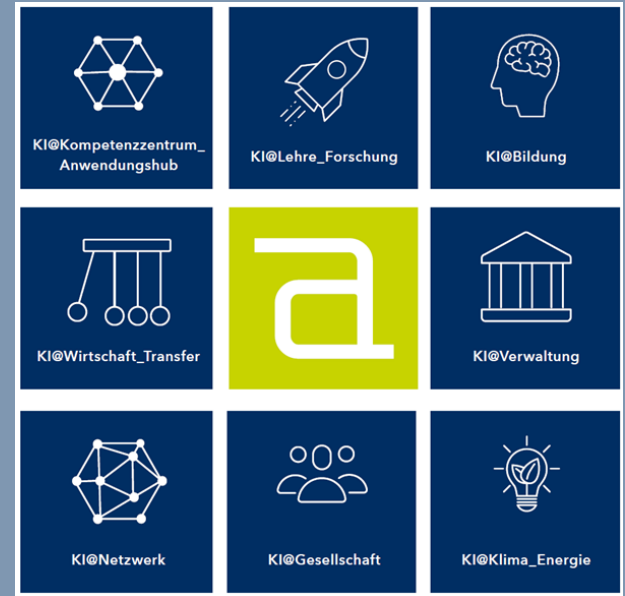 KI@Kompetenzzentrum_
Anwendungshub
KI@Lehre_Forschung
KI@Bildung
KI@Wirtschaft_Transfer
a
KI@Verwaltung
KI@Netzwerk
KI@Gesellschaft
KI@Klima_Energie